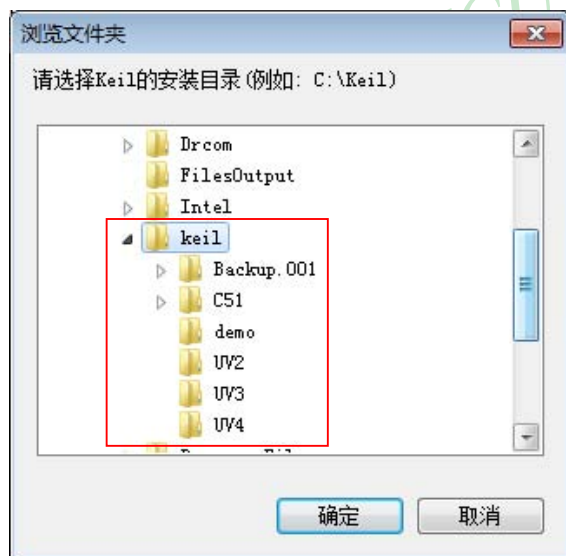 浏览文件夹
请选择Keil的安装目录(例如: C:\Keil)
Drcom
FilesOutput
Intel
keil
Backup.001
C51
demo
UV2
UV3
UV4
确定
取消